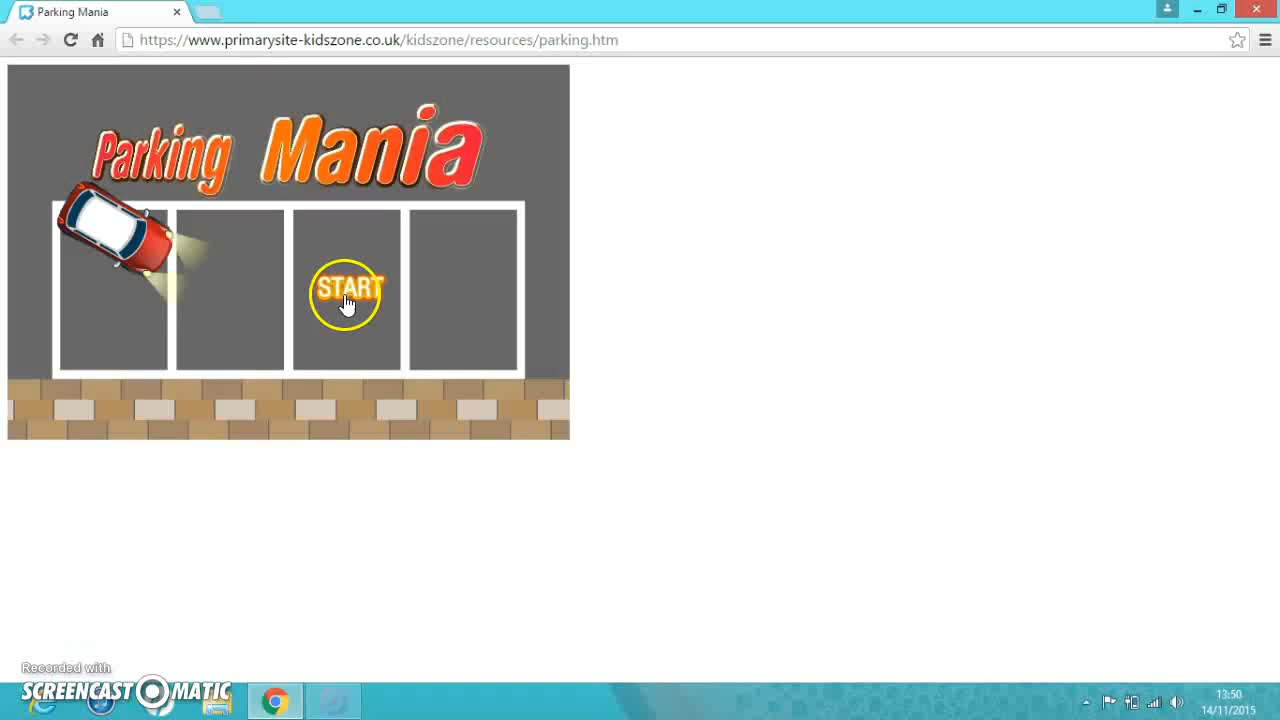 Parking Mania
https://www.primarysite-kidszone.co.uk/kidszone/resources/parking.htm
Parking Mania
START
Recorded with
SCREENCAST MATIC
13:50
14/11/2015